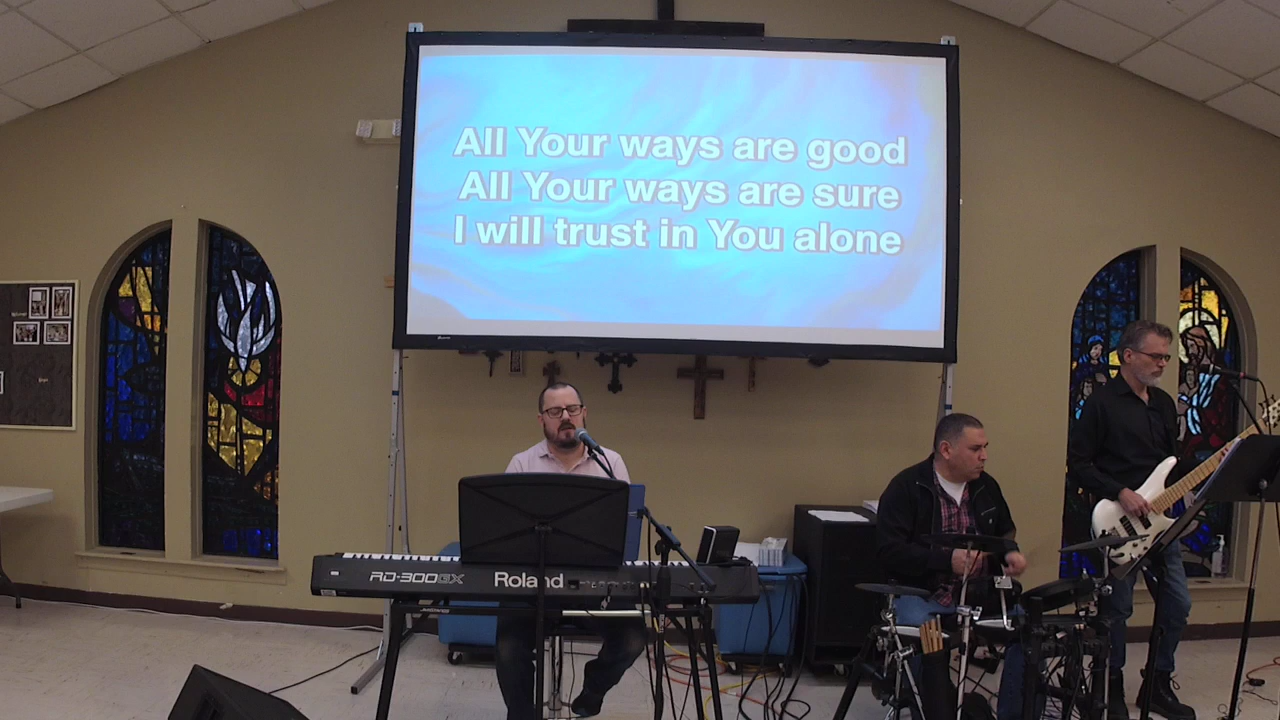 All Your ways are good
All Your ways are sure
I will trust in You alone
RD-300GX
Roland